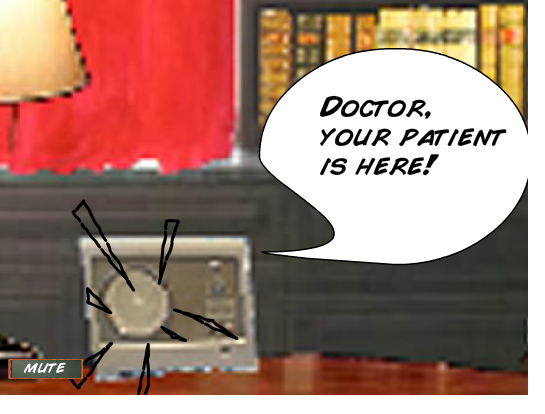 DOCTOR,
YOUR PATIENT
IS HERE!
MUTE